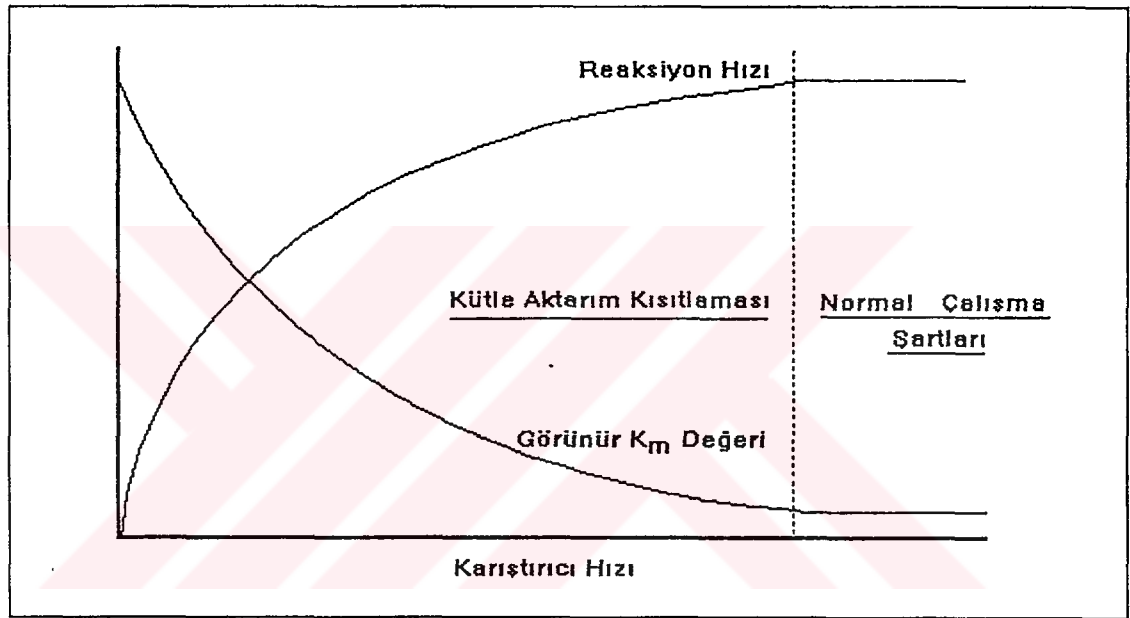 Reaksiyon Hızı
Kütle Aktarım Kısıtlaması
Normal Çalışma
Şartları
Görünür Km Değeri
Karıştırıcı Hızı